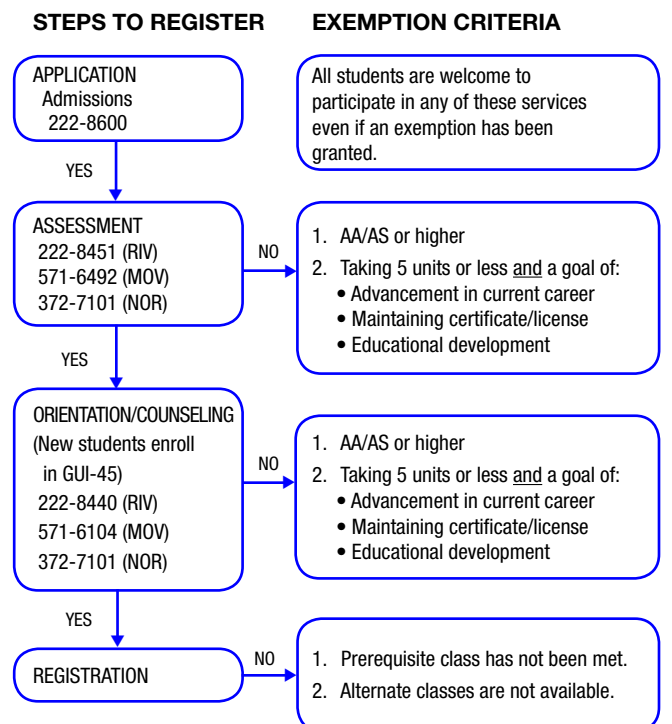 STEPS TO REGISTER
EXEMPTION CRITERIA
APPLICATION
Admissions
222-8600
All students are welcome to
participate in any of these services
even if an exemption has been
granted.
YES
ASSESSMENT
222-8451 (RIV)
571-6492 (MOV)
372-7101 (NOR)
NO
1. AA/AS or higher
2. Taking 5 units or less and a goal of:
• Advancement in current career
• Maintaining certificate/license
• Educational development
YES
ORIENTATION/COUNSELING
(New students enroll
in GUI-45)
222-8440 (RIV)
571-6104 (MOV)
372-7101 (NOR)
NO
1. AA/AS or higher
2. Taking 5 units or less and a goal of:
• Advancement in current career
• Maintaining certificate/license
• Educational development
YES
REGISTRATION
NO
1. Prerequisite class has not been met.
2. Alternate classes are not available.